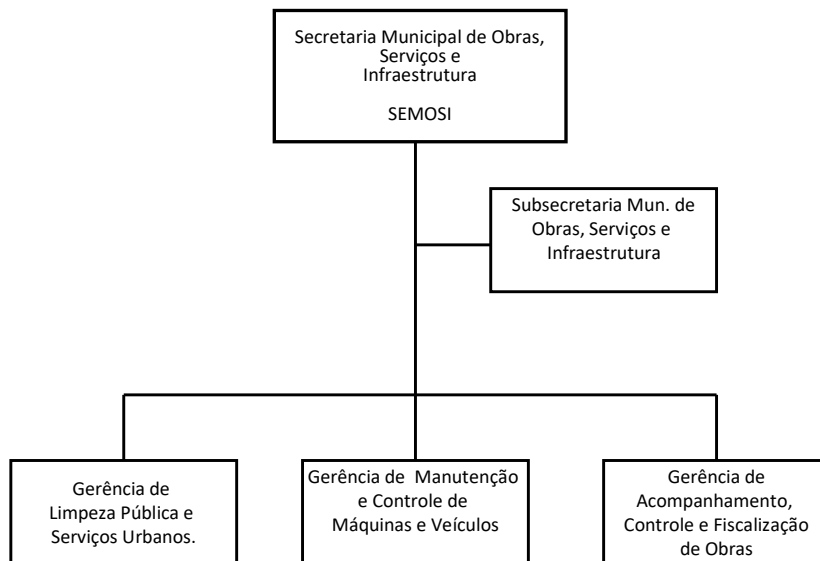 Secretaria Municipal de Obras,
Serviços e
Infraestrutura
SEMOSI
Subsecretaria Mun. de
Obras, Serviços e
Infraestrutura
Gerência de
Limpeza Pública e
Serviços Urbanos.
Gerência de  Manutenção
e Controle de
Máquinas e Veículos
Gerência de
Acompanhamento,
Controle e Fiscalização
de Obras